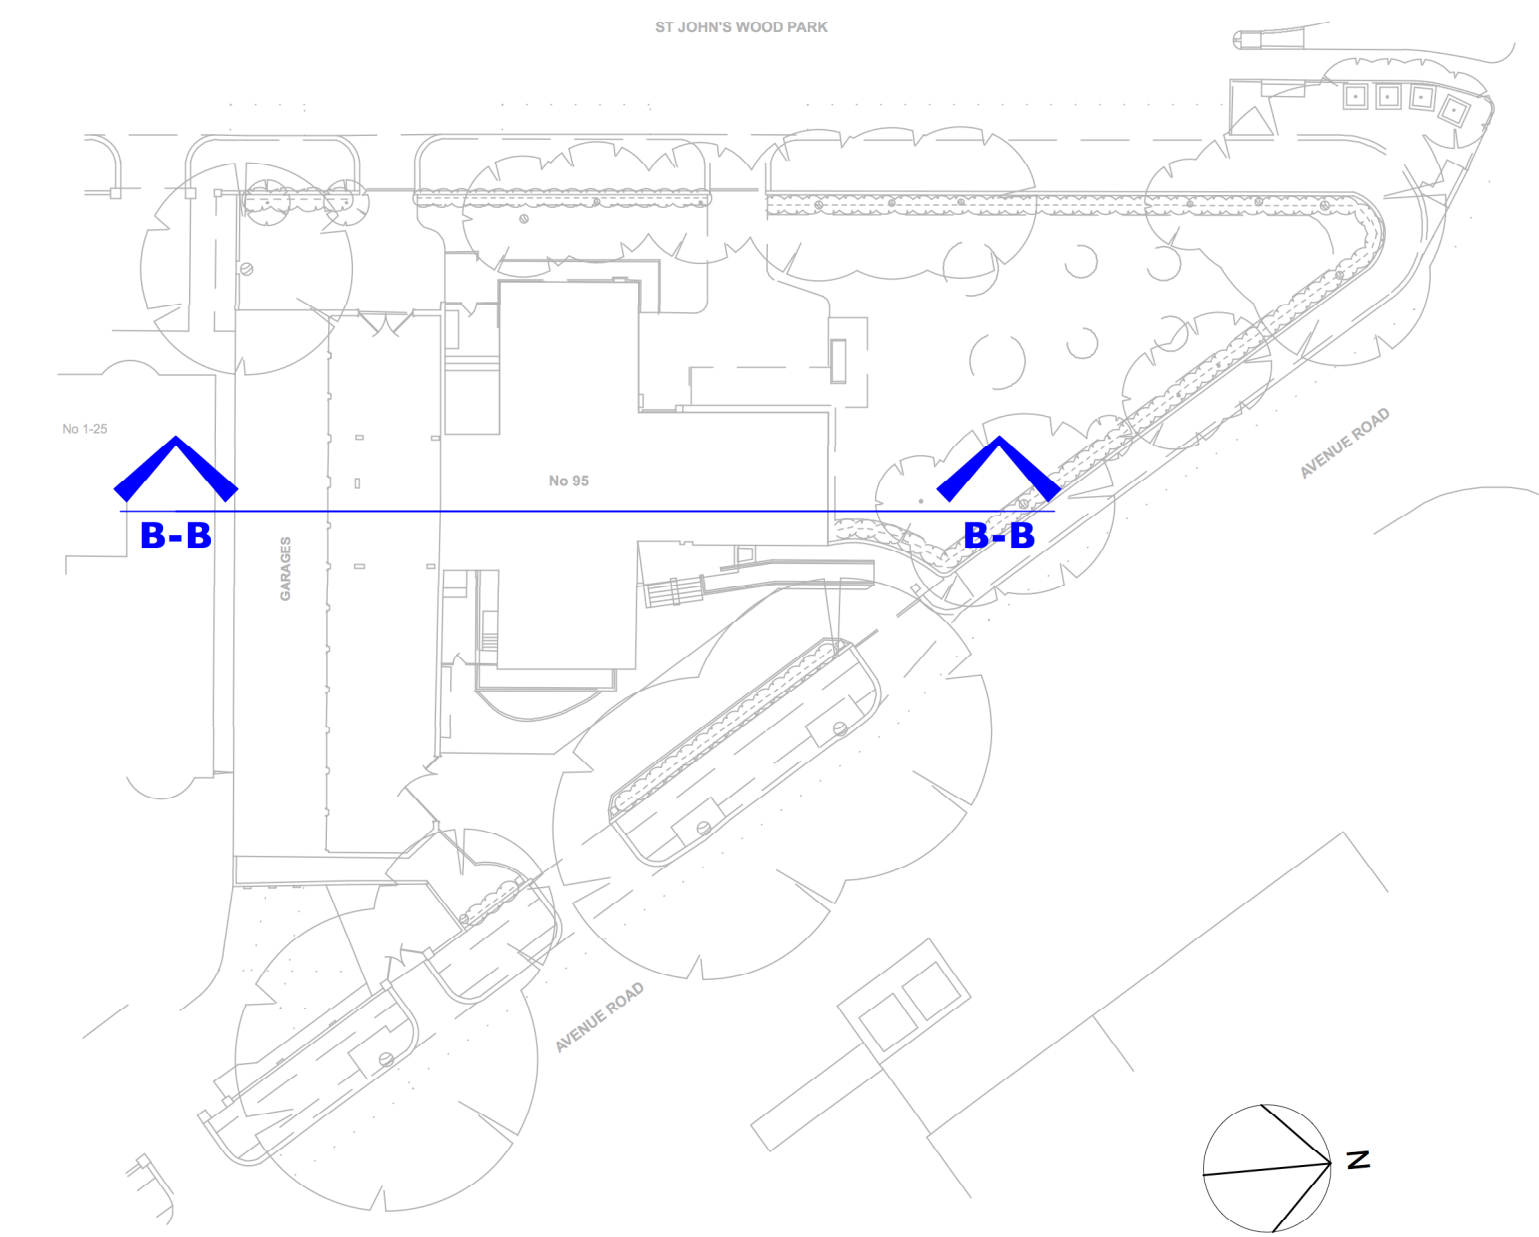 ST JOHN'S WOOD PARK
No 1-25
AVENUE ROAD
No 95
B-B
B-B
GARAGES
AVENUE ROAD
N